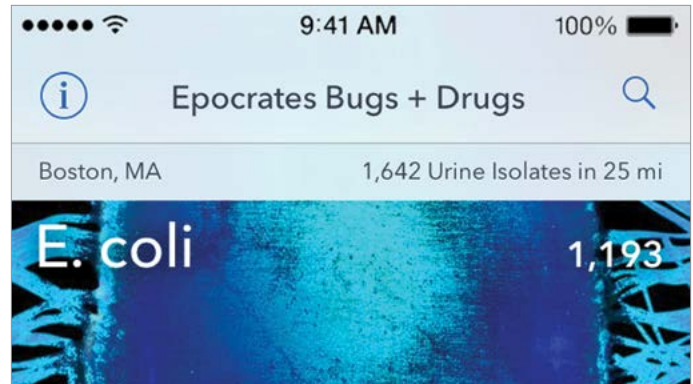 9:41 AM 100%
Epocrates Bugs + Drugs
Boston, MA 1,642 Urine Isolates in 25 mi
E. coli 1,193